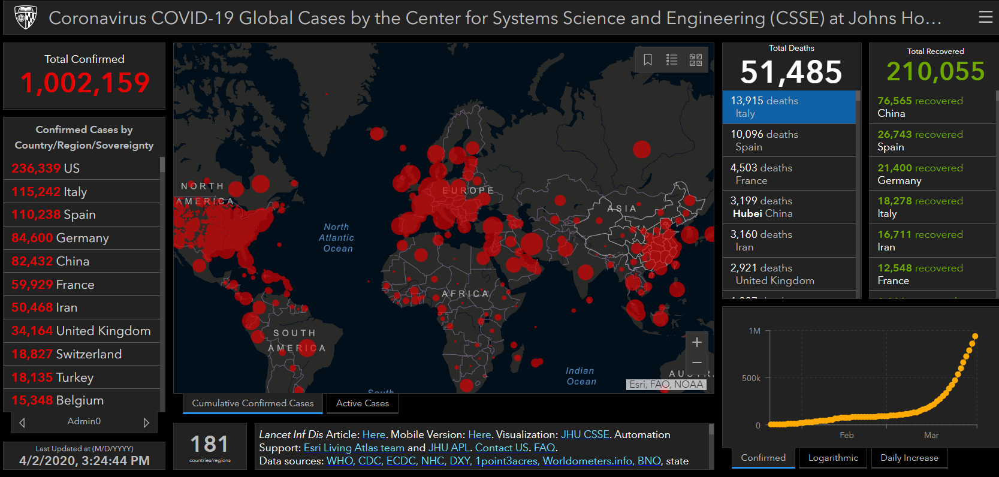 Coronavirus COVID-19 Global Cases by the Center for Systems Science and Engineering (CSSE) at Johns Ho...
Total Confirmed
1,002,159
Confirmed Cases by
Country/Region/Sovereignty
236,339 US
115,242 Italy
110,238 Spain
84,600 Germany
82,432 China
59,929 France
50,468 Iran
34,164 United Kingdom
18,827 Switzerland
18,135 Turkey
15,348 Belgium
Admin0
Last Updated at (M/D/YYYY)
4/2/2020, 3:24:44 PM
NORTH
AMERICA
North
Atlantic
Ocean
EUROPE
ASIA
AFRICA
SOUTH
AMERICA
Indian
Ocean
South
Esri, FAO, NOAA
Cumulative Confirmed Cases
Active Cases
181
countries/regions
Lancet Inf Dis Article: Here. Mobile Version: Here. Visualization: JHU CSSE. Automation
Support: Esri Living Atlas team and JHU APL. Contact US. FAQ.
Data sources: WHO, CDC, ECDC, NHC, DXY, 1point3acres, Worldometers.info, BNO, state
Total Deaths
51,485
13,915 deaths
Italy
10,096 deaths
Spain
4,503 deaths
France
3,199 deaths
Hubei China
3,160 deaths
Iran
2,921 deaths
United Kingdom
Total Recovered
210,055
76,565 recovered
China
26,743 recovered
Spain
21,400 recovered
Germany
18,278 recovered
Italy
16,711 recovered
Iran
12,548 recovered
France
1M
500k
0
Feb
Mar
Confirmed
Logarithmic
Daily Increase